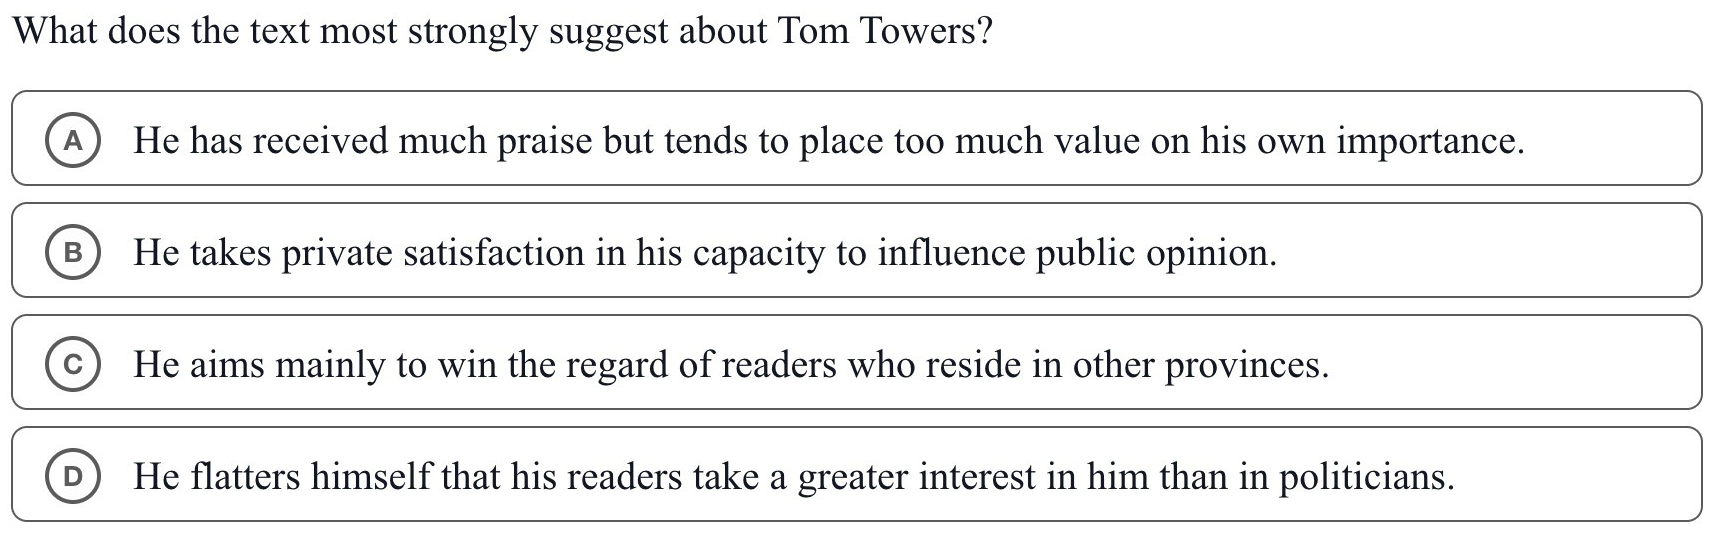 What does the text most strongly suggest about Tom Towers?
A He has received much praise but tends to place too much value on his own importance.
B He takes private satisfaction in his capacity to influence public opinion.
C He aims mainly to win the regard of readers who reside in other provinces.
D He flatters himself that his readers take a greater interest in him than in politicians.